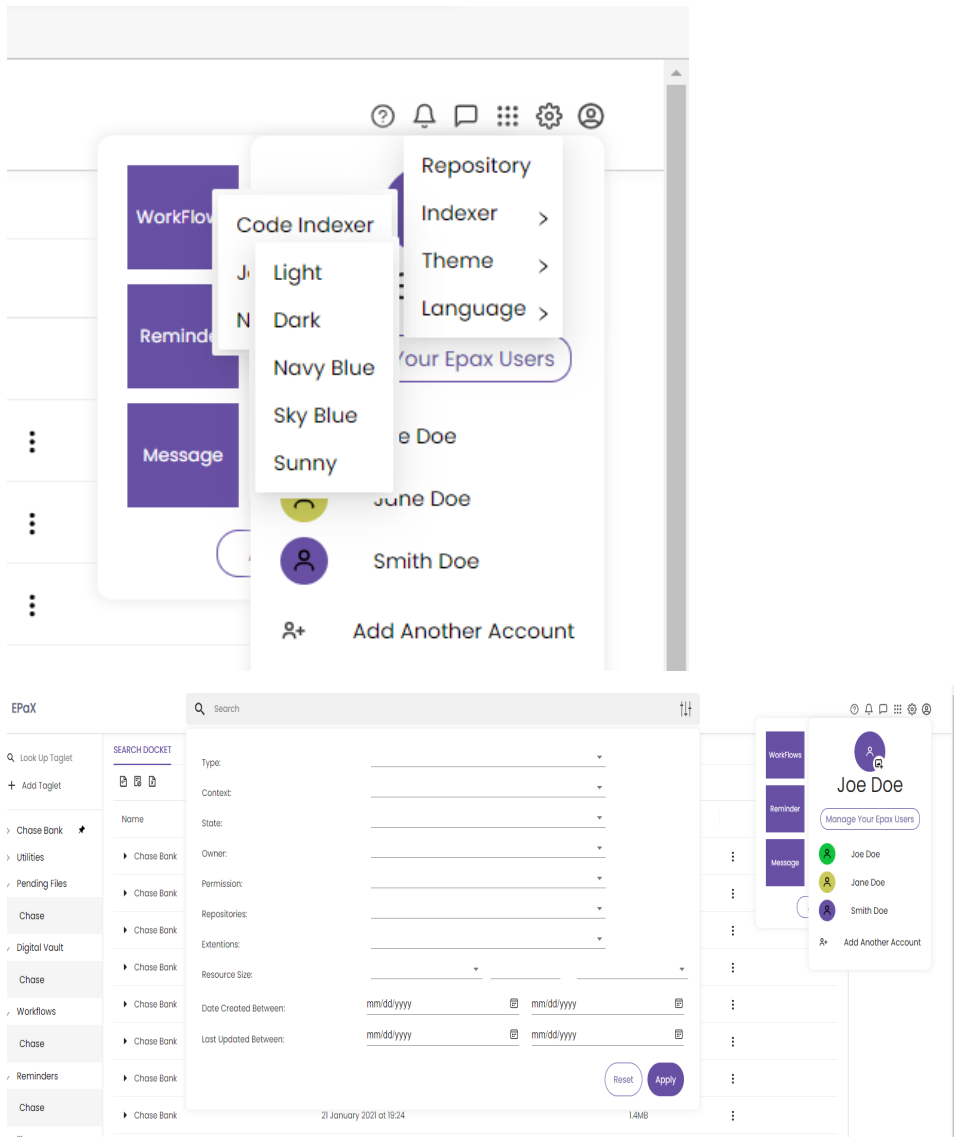 Repository
WorkFlov
Code Indexer
Indexer
Light
Theme
Dark
Language
Reminde
Navy Blue
Your Epax Users
Sky Blue
e Doe
Message
Sunny
Jane Doe
Smith Doe
Add Another Account
EPaX
Search
Look Up Taglet
SEARCH DOCKET
Type:
WorkFlows
Add Taglet
Context:
Joe Doe
Name
State:
Reminder
Manage Your Epax Users
Chase Bank
Utilities
Chase Bank
Owner:
Message
Joe Doe
Pending Files
Chase Bank
Permission:
Jane Doe
Chase
Repositories:
Smith Doe
Chase Bank
Digital Vault
Extentions:
Add Another Account
Chase
Chase Bank
Resource Size:
Workflows
Chase Bank
Date Created Between:
mm/dd/yyyy
mm/dd/yyyy
Chase
Chase Bank
Last Updated Between:
mm/dd/yyyy
mm/dd/yyyy
Reminders
Chase Bank
Reset
Apply
Chase
Chase Bank
21 January 2021 at 19:24
1.4MB